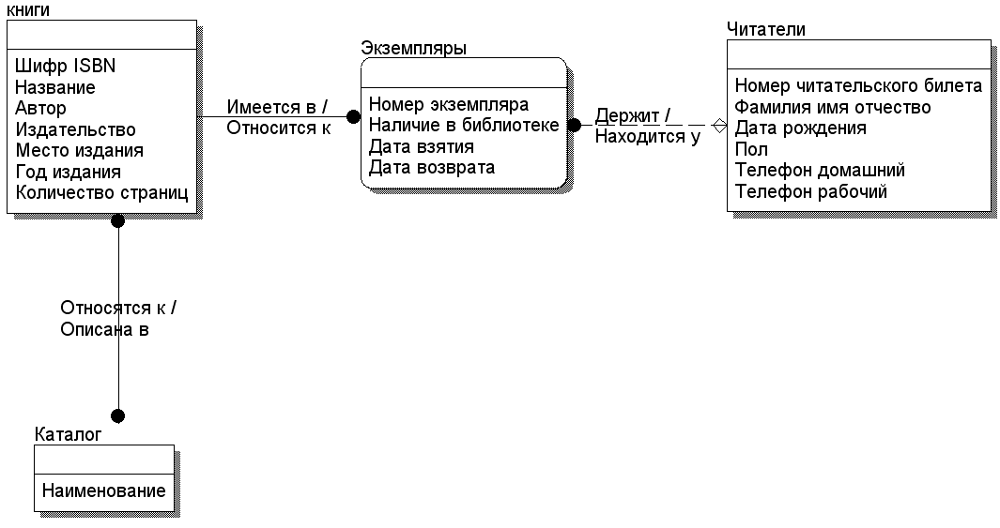 книги
Шифр ISBN
Название
Автор
Издательство
Место издания
Год издания
Количество страниц
Имеется в /
Относится к
Экземпляры
Номер экземпляра
Наличие в библиотеке
Дата взятия
Дата возврата
Держит /
Находится у
Читатели
Номер читательского билета
Фамилия имя отчество
Дата рождения
Пол
Телефон домашний
Телефон рабочий
Относятся к /
Описана в
Каталог
Наименование